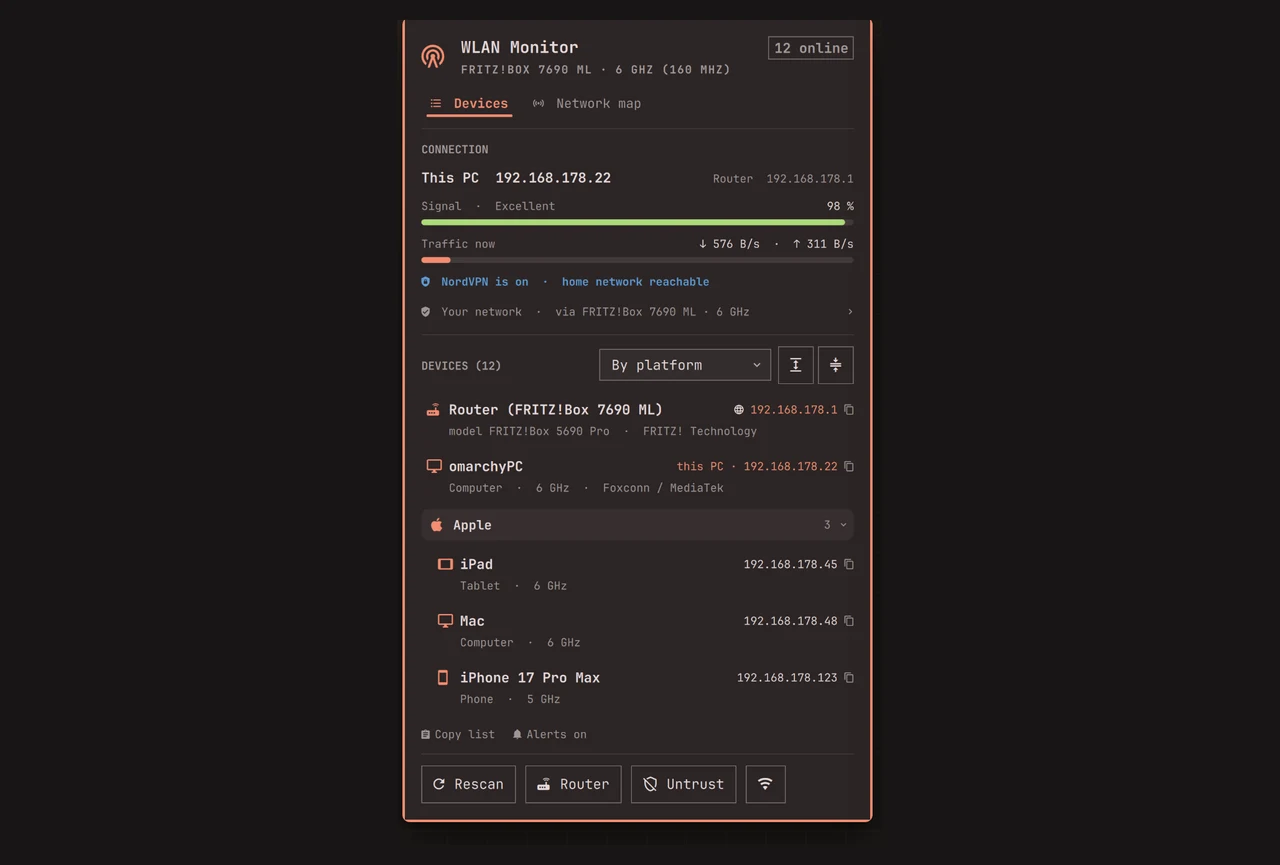 WLAN Monitor
12 online
FRITZ!BOX 7690 ML · 6 GHZ (160 MHZ)
Devices
Network map
CONNECTION
This PC 192.168.178.22
Router 192.168.178.1
Signal · Excellent
98 %
Traffic now
↓ 576 B/s · ↑ 311 B/s
NordVPN is on · home network reachable
Your network · via FRITZ!Box 7690 ML · 6 GHz
DEVICES (12)
By platform
Router (FRITZ!Box 7690 ML)
192.168.178.1
model FRITZ!Box 5690 Pro · FRITZ! Technology
omarchyPC
this PC · 192.168.178.22
Computer · 6 GHz · Foxconn / MediaTek
Apple
3
iPad
192.168.178.45
Tablet · 6 GHz
Mac
192.168.178.48
Computer · 6 GHz
iPhone 17 Pro Max
192.168.178.123
Phone · 5 GHz
Copy list
Alerts on
Rescan
Router
Untrust